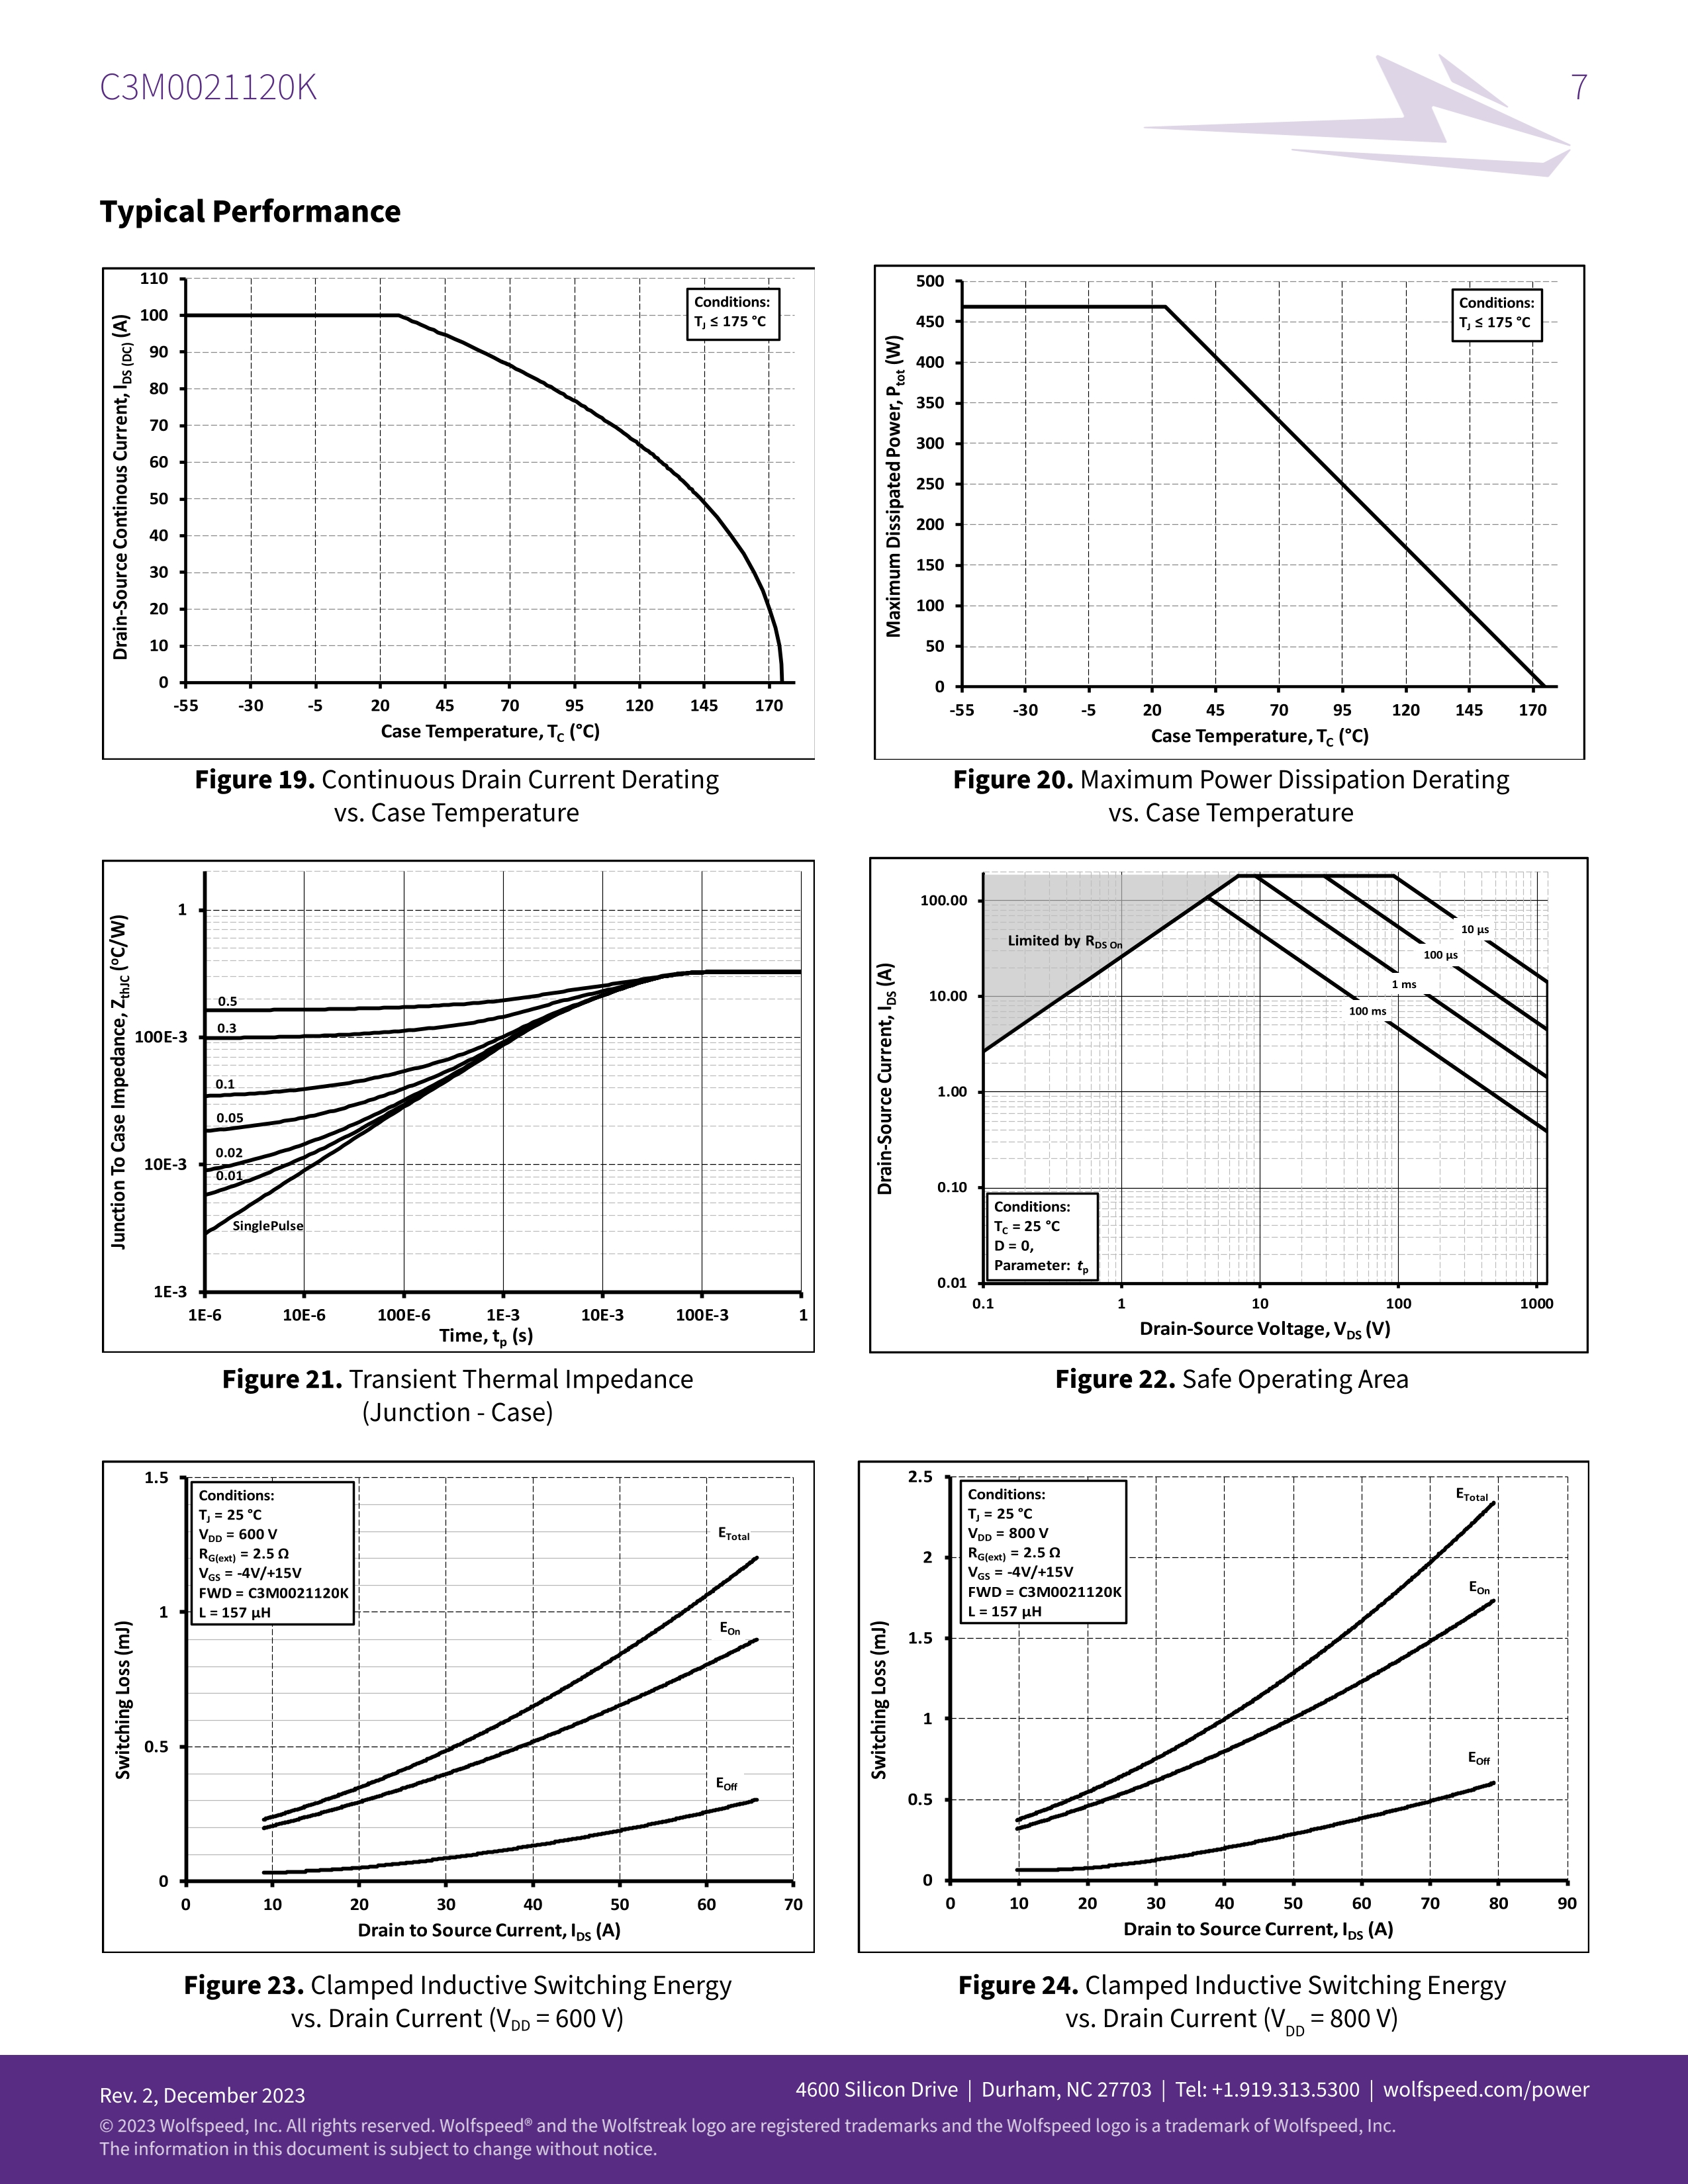 C3M0021120K
7
Typical Performance
Drain-Source Continous Current, IDS (DC) (A)
110
100
90
80
70
60
50
40
30
20
10
0
-55 -30 -5 20 45 70 95 120 145 170
Case Temperature, TC (°C)
Conditions:
TJ ≤ 175 °C
Figure 19. Continuous Drain Current Derating
vs. Case Temperature
Maximum Dissipated Power, Ptot (W)
500
450
400
350
300
250
200
150
100
50
0
-55 -30 -5 20 45 70 95 120 145 170
Case Temperature, TC (°C)
Conditions:
TJ ≤ 175 °C
Figure 20. Maximum Power Dissipation Derating
vs. Case Temperature
Junction To Case Impedance, ZthJC (°C/W)
1
100E-3
10E-3
1E-3
0.5
0.3
0.1
0.05
0.02
0.01
SinglePulse
1E-6 10E-6 100E-6 1E-3 10E-3 100E-3 1
Time, tp (s)
Figure 21. Transient Thermal Impedance
(Junction - Case)
Drain-Source Current, IDS (A)
100.00
10.00
1.00
0.10
0.01
Limited by RDS On
10 µs
100 µs
1 ms
100 ms
Conditions:
TC = 25 °C
D = 0,
Parameter: tp
0.1 1 10 100 1000
Drain-Source Voltage, VDS (V)
Figure 22. Safe Operating Area
Switching Loss (mJ)
1.5
1
0.5
0
Conditions:
TJ = 25 °C
VDD = 600 V
RG(ext) = 2.5 Ω
VGS = -4V/+15V
FWD = C3M0021120K
L = 157 µH
ETotal
EOn
EOff
0 10 20 30 40 50 60 70
Drain to Source Current, IDS (A)
Figure 23. Clamped Inductive Switching Energy
vs. Drain Current (VDD = 600 V)
Switching Loss (mJ)
2.5
2
1.5
1
0.5
0
Conditions:
TJ = 25 °C
VDD = 800 V
RG(ext) = 2.5 Ω
VGS = -4V/+15V
FWD = C3M0021120K
L = 157 µH
ETotal
EOn
EOff
0 10 20 30 40 50 60 70 80 90
Drain to Source Current, IDS (A)
Figure 24. Clamped Inductive Switching Energy
vs. Drain Current (VDD = 800 V)
Rev. 2, December 2023
4600 Silicon Drive | Durham, NC 27703 | Tel: +1.919.313.5300 | wolfspeed.com/power
© 2023 Wolfspeed, Inc. All rights reserved. Wolfspeed® and the Wolfstreak logo are registered trademarks and the Wolfspeed logo is a trademark of Wolfspeed, Inc.
The information in this document is subject to change without notice.